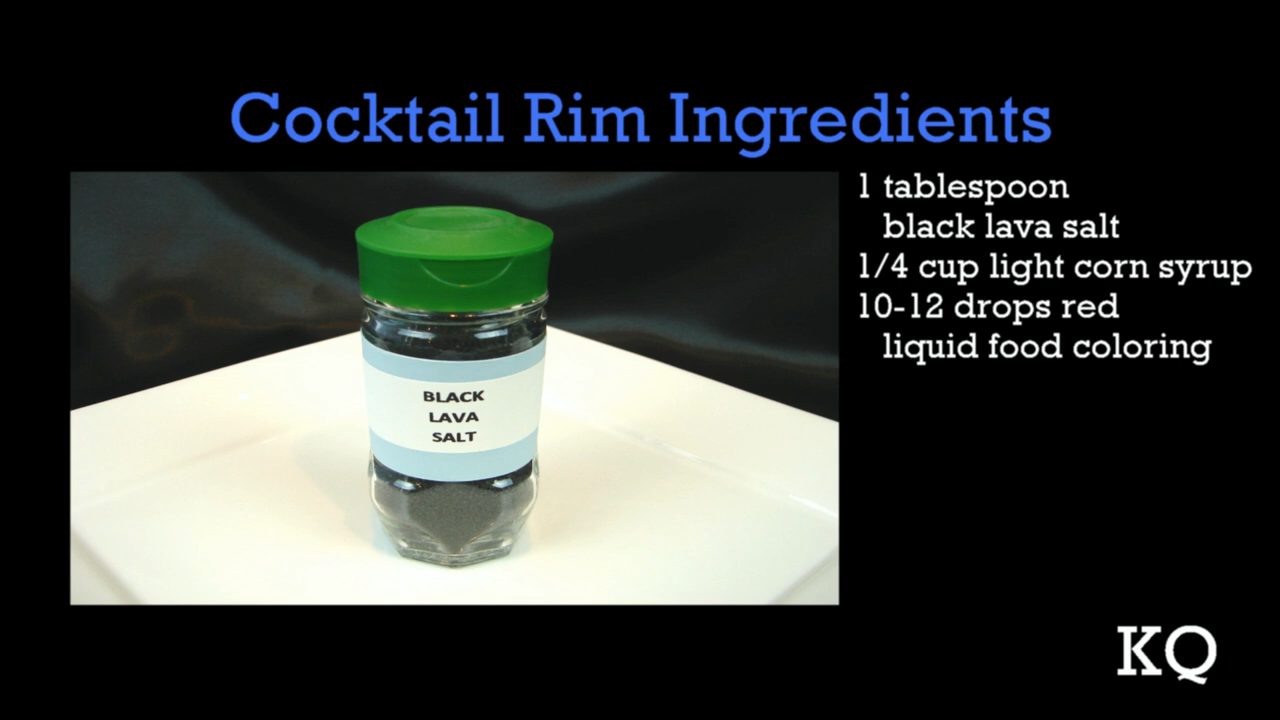 Cocktail Rim Ingredients
1 tablespoon
black lava salt
1/4 cup light corn syrup
10-12 drops red
liquid food coloring
BLACK
LAVA
SALT
KQ